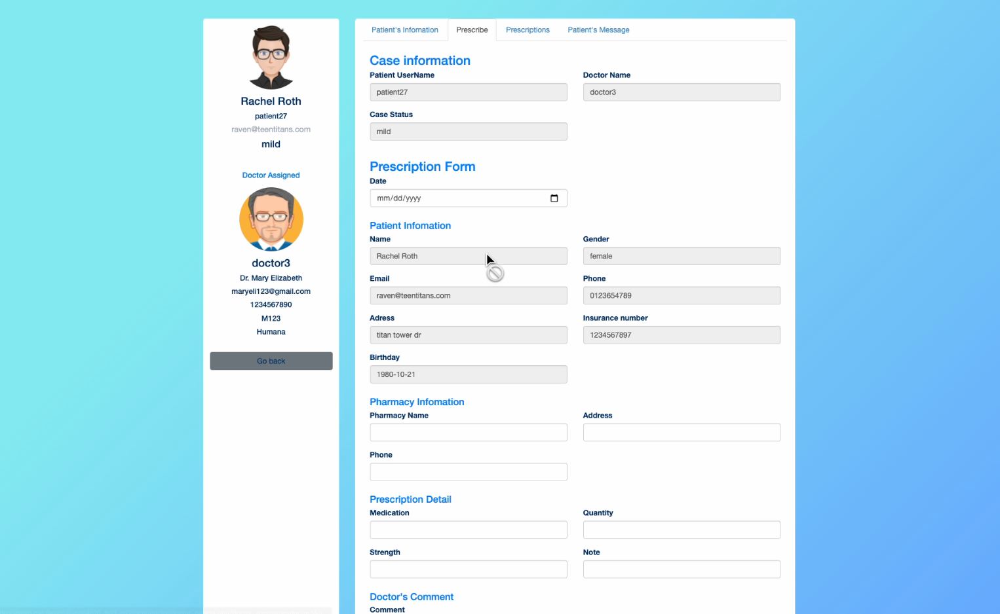 Rachel Roth
patient27
raven@teentitans.com
mild
Doctor Assigned
doctor3
Dr. Mary Elizabeth
maryeli123@gmail.com
1234567890
M123
Humana
Go back
Patient's Infomation Prescribe Prescriptions Patient's Message
Case information
Patient UserName Doctor Name
patient27 doctor3
Case Status
mild
Prescription Form
Date
mm/dd/yyyy
Patient Infomation
Name Gender
Rachel Roth female
Email Phone
raven@teentitans.com 0123654789
Adress Insurance number
titan tower dr 1234567897
Birthday
1980-10-21
Pharmacy Infomation
Pharmacy Name Address
Phone
Prescription Detail
Medication Quantity
Strength Note
Doctor's Comment
Comment